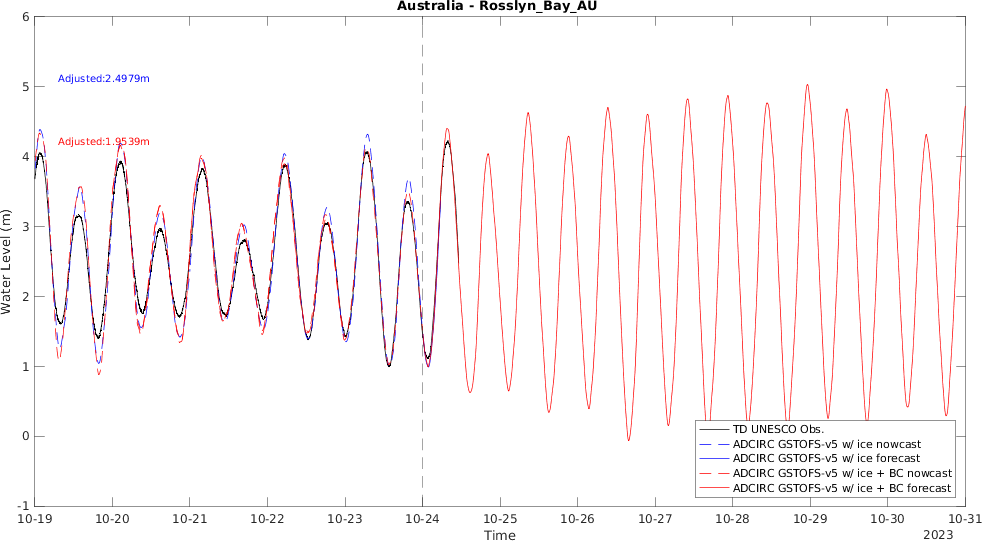 Australia - Rosslyn_Bay_AU
6
5
4
3
2
1
0
-1
Water Level (m)
Adjusted:2.4979m
Adjusted:1.9539m
TD UNESCO Obs.
ADCIRC GSTOFS-v5 w/ ice nowcast
ADCIRC GSTOFS-v5 w/ ice forecast
ADCIRC GSTOFS-v5 w/ ice + BC nowcast
ADCIRC GSTOFS-v5 w/ ice + BC forecast
10-19 10-20 10-21 10-22 10-23 10-24 10-25 10-26 10-27 10-28 10-29 10-30 10-31
Time
2023